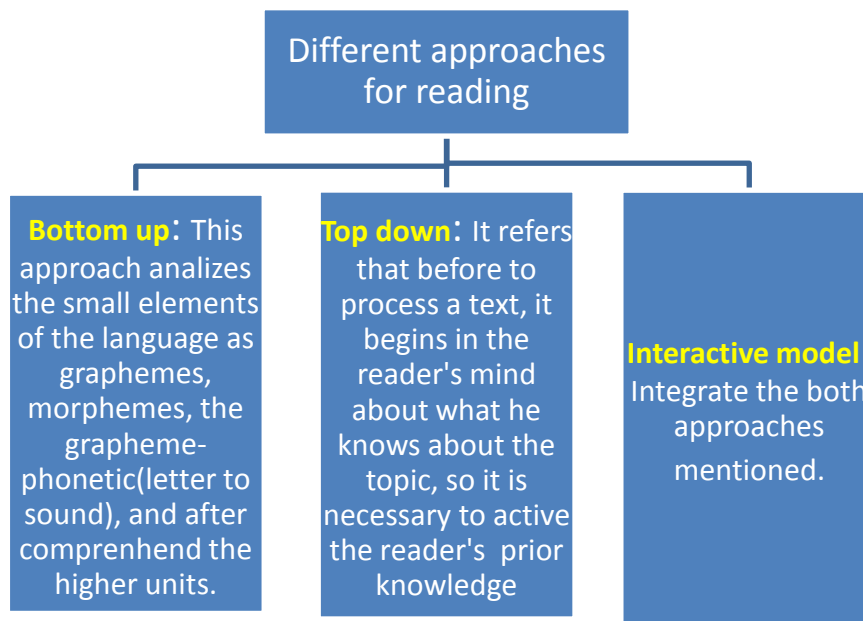 Different approaches
for reading
Bottom up: This
approach analizes
the small elements
of the language as
graphemes,
morphemes, the
grapheme-
phonetic(letter to
sound), and after
comprenhend the
higher units.
Top down: It refers
that before to
process a text, it
begins in the
reader's mind
about what he
knows about the
topic, so it is
necessary to active
the reader's prior
knowledge
Interactive model
Integrate the both
approaches
mentioned.